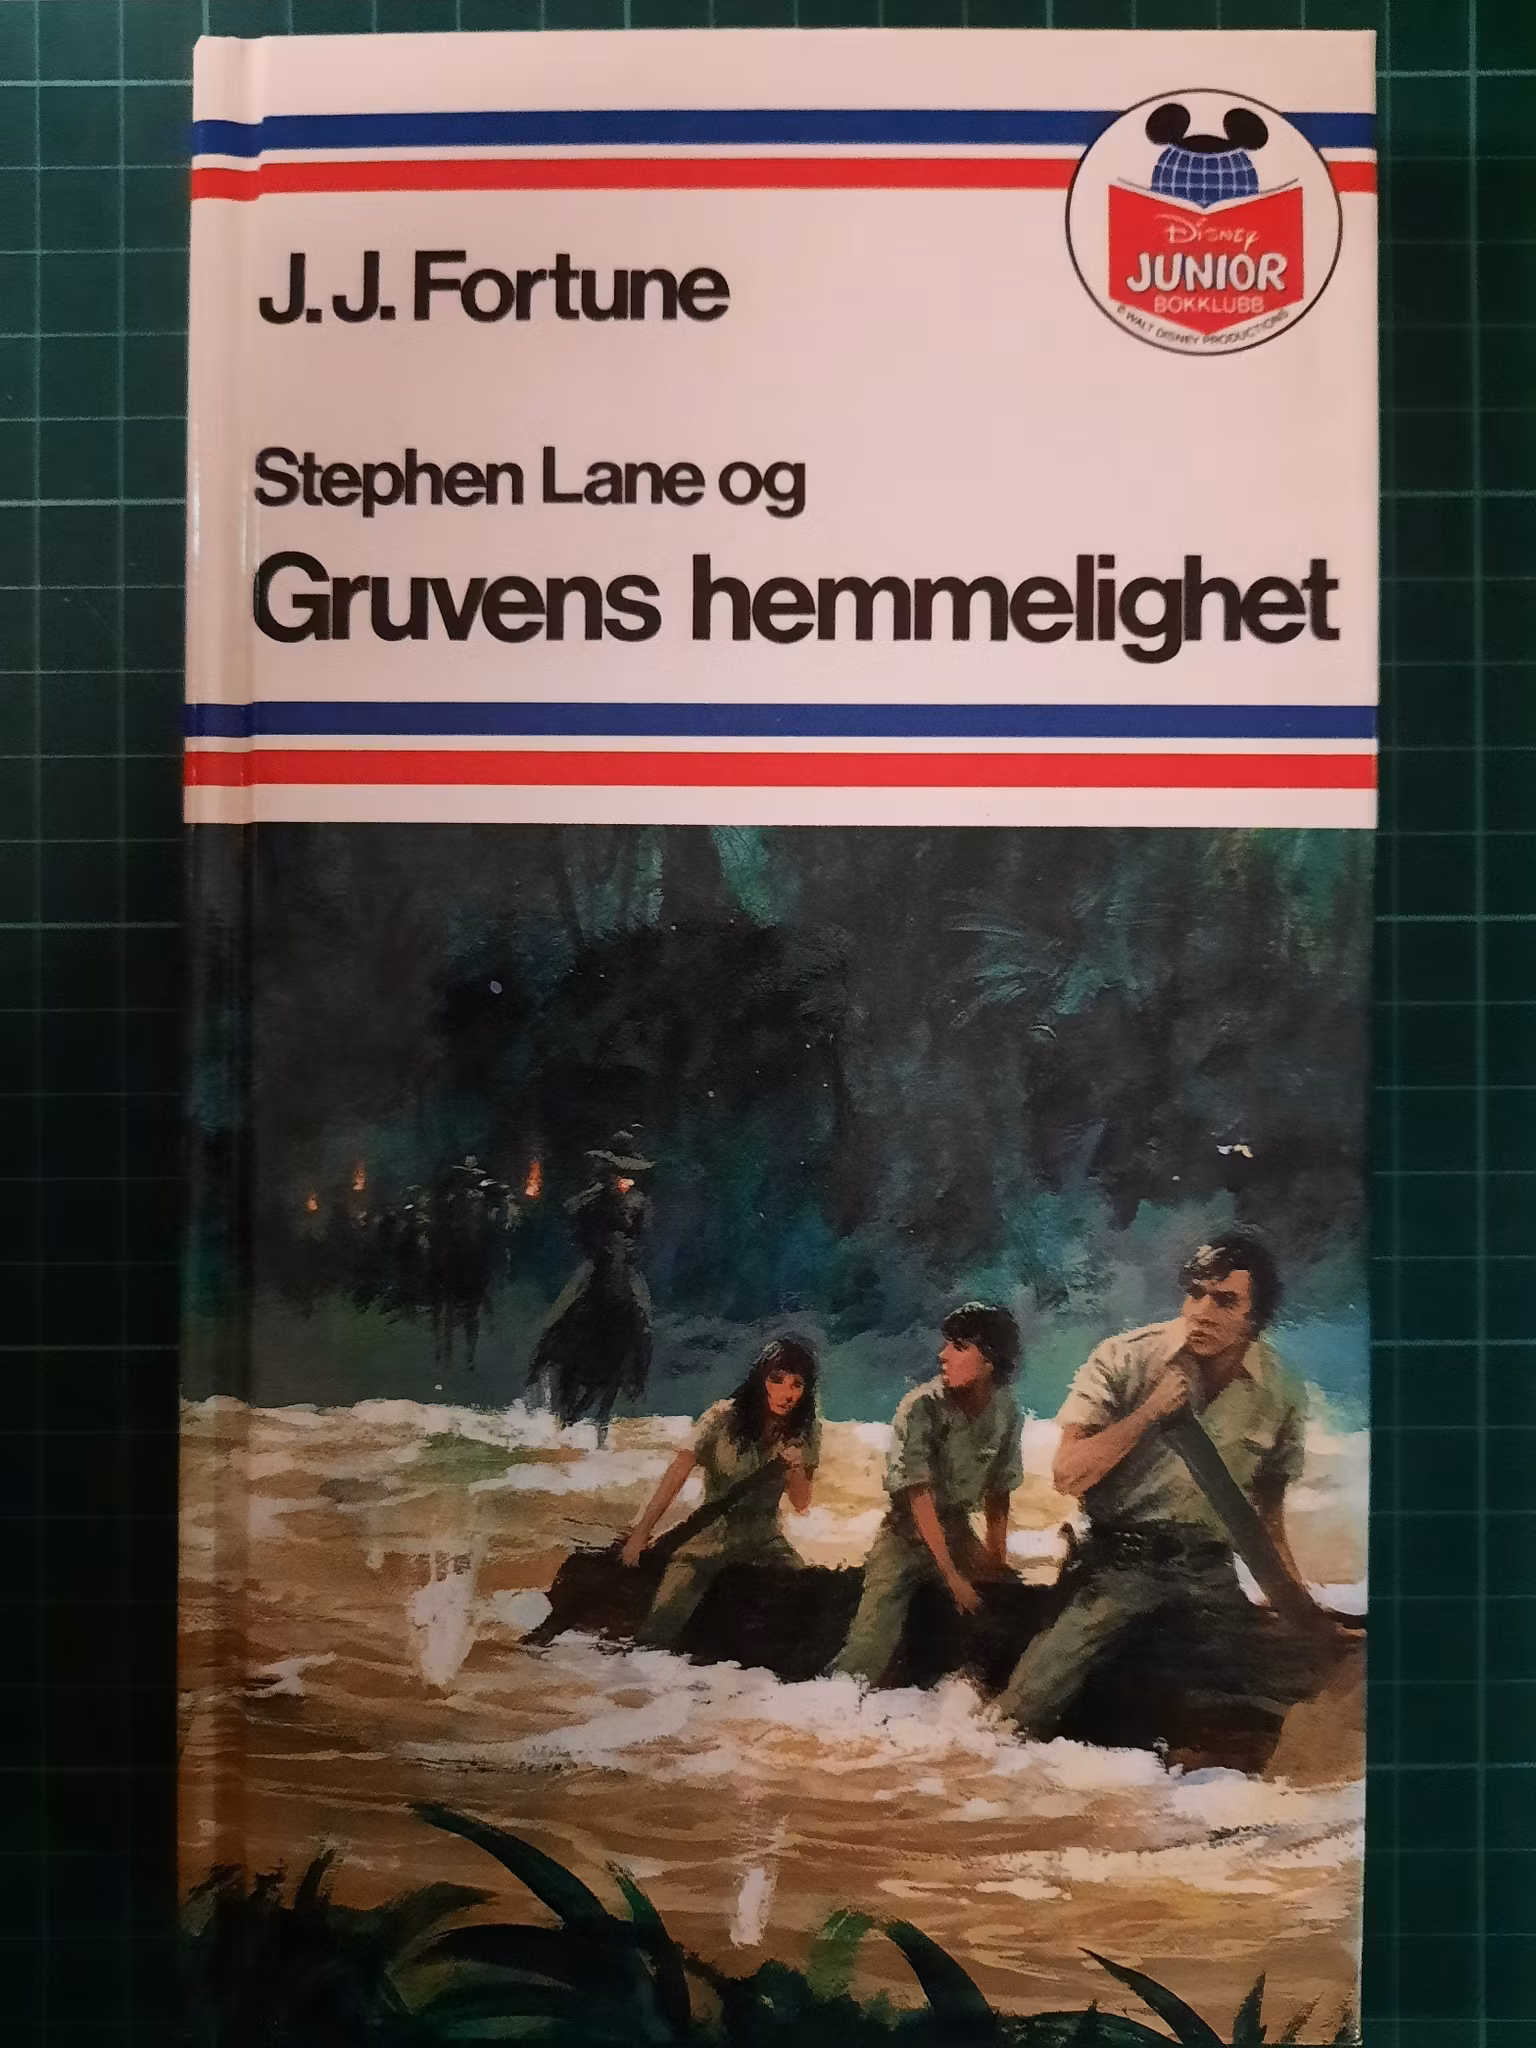 J.J. Fortune
Disney
JUNIOR
BOKKLUBB
© WALT DISNEY PRODUCTIONS
Stephen Lane og
Gruvens hemmelighet